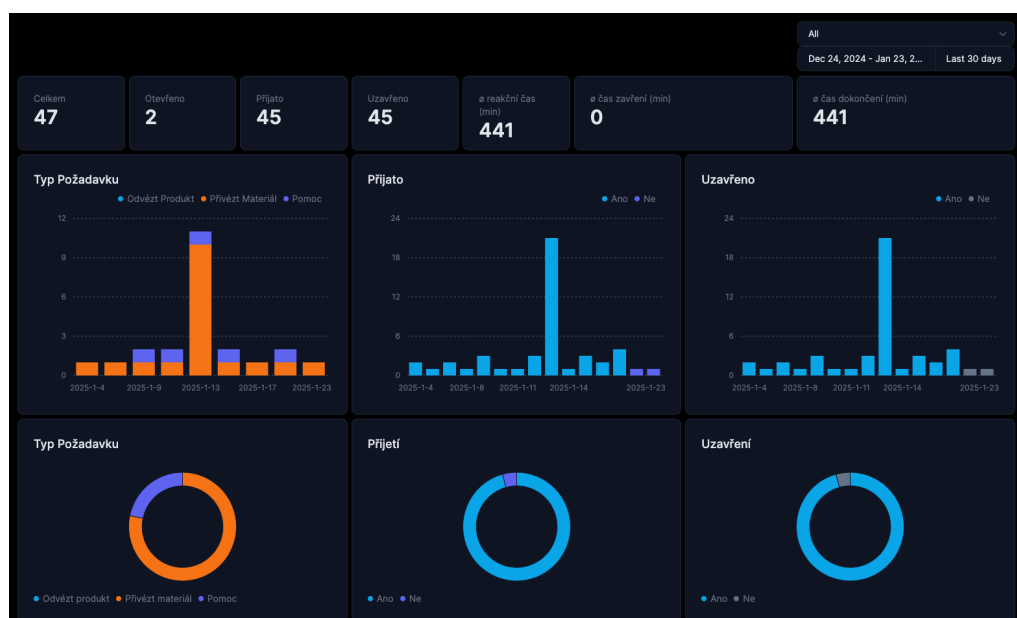 All
Dec 24, 2024 - Jan 23, 2... Last 30 days
Celkem
47
Otevřeno
2
Přijato
45
Uzavřeno
45
ø reakční čas
(min)
441
ø čas zavření (min)
0
ø čas dokončení (min)
441
Typ Požadavku
Odvézt Produkt Přivézt Materiál Pomoc
12
9
6
3
0
2025-1-4 2025-1-9 2025-1-13 2025-1-17 2025-1-23
Přijato
Ano Ne
24
18
12
6
0
2025-1-4 2025-1-8 2025-1-11 2025-1-14 2025-1-23
Uzavřeno
Ano Ne
24
18
12
6
0
2025-1-4 2025-1-8 2025-1-11 2025-1-14 2025-1-23
Typ Požadavku
Odvézt produkt Přivézt materiál Pomoc
Přijetí
Ano Ne
Uzavření
Ano Ne